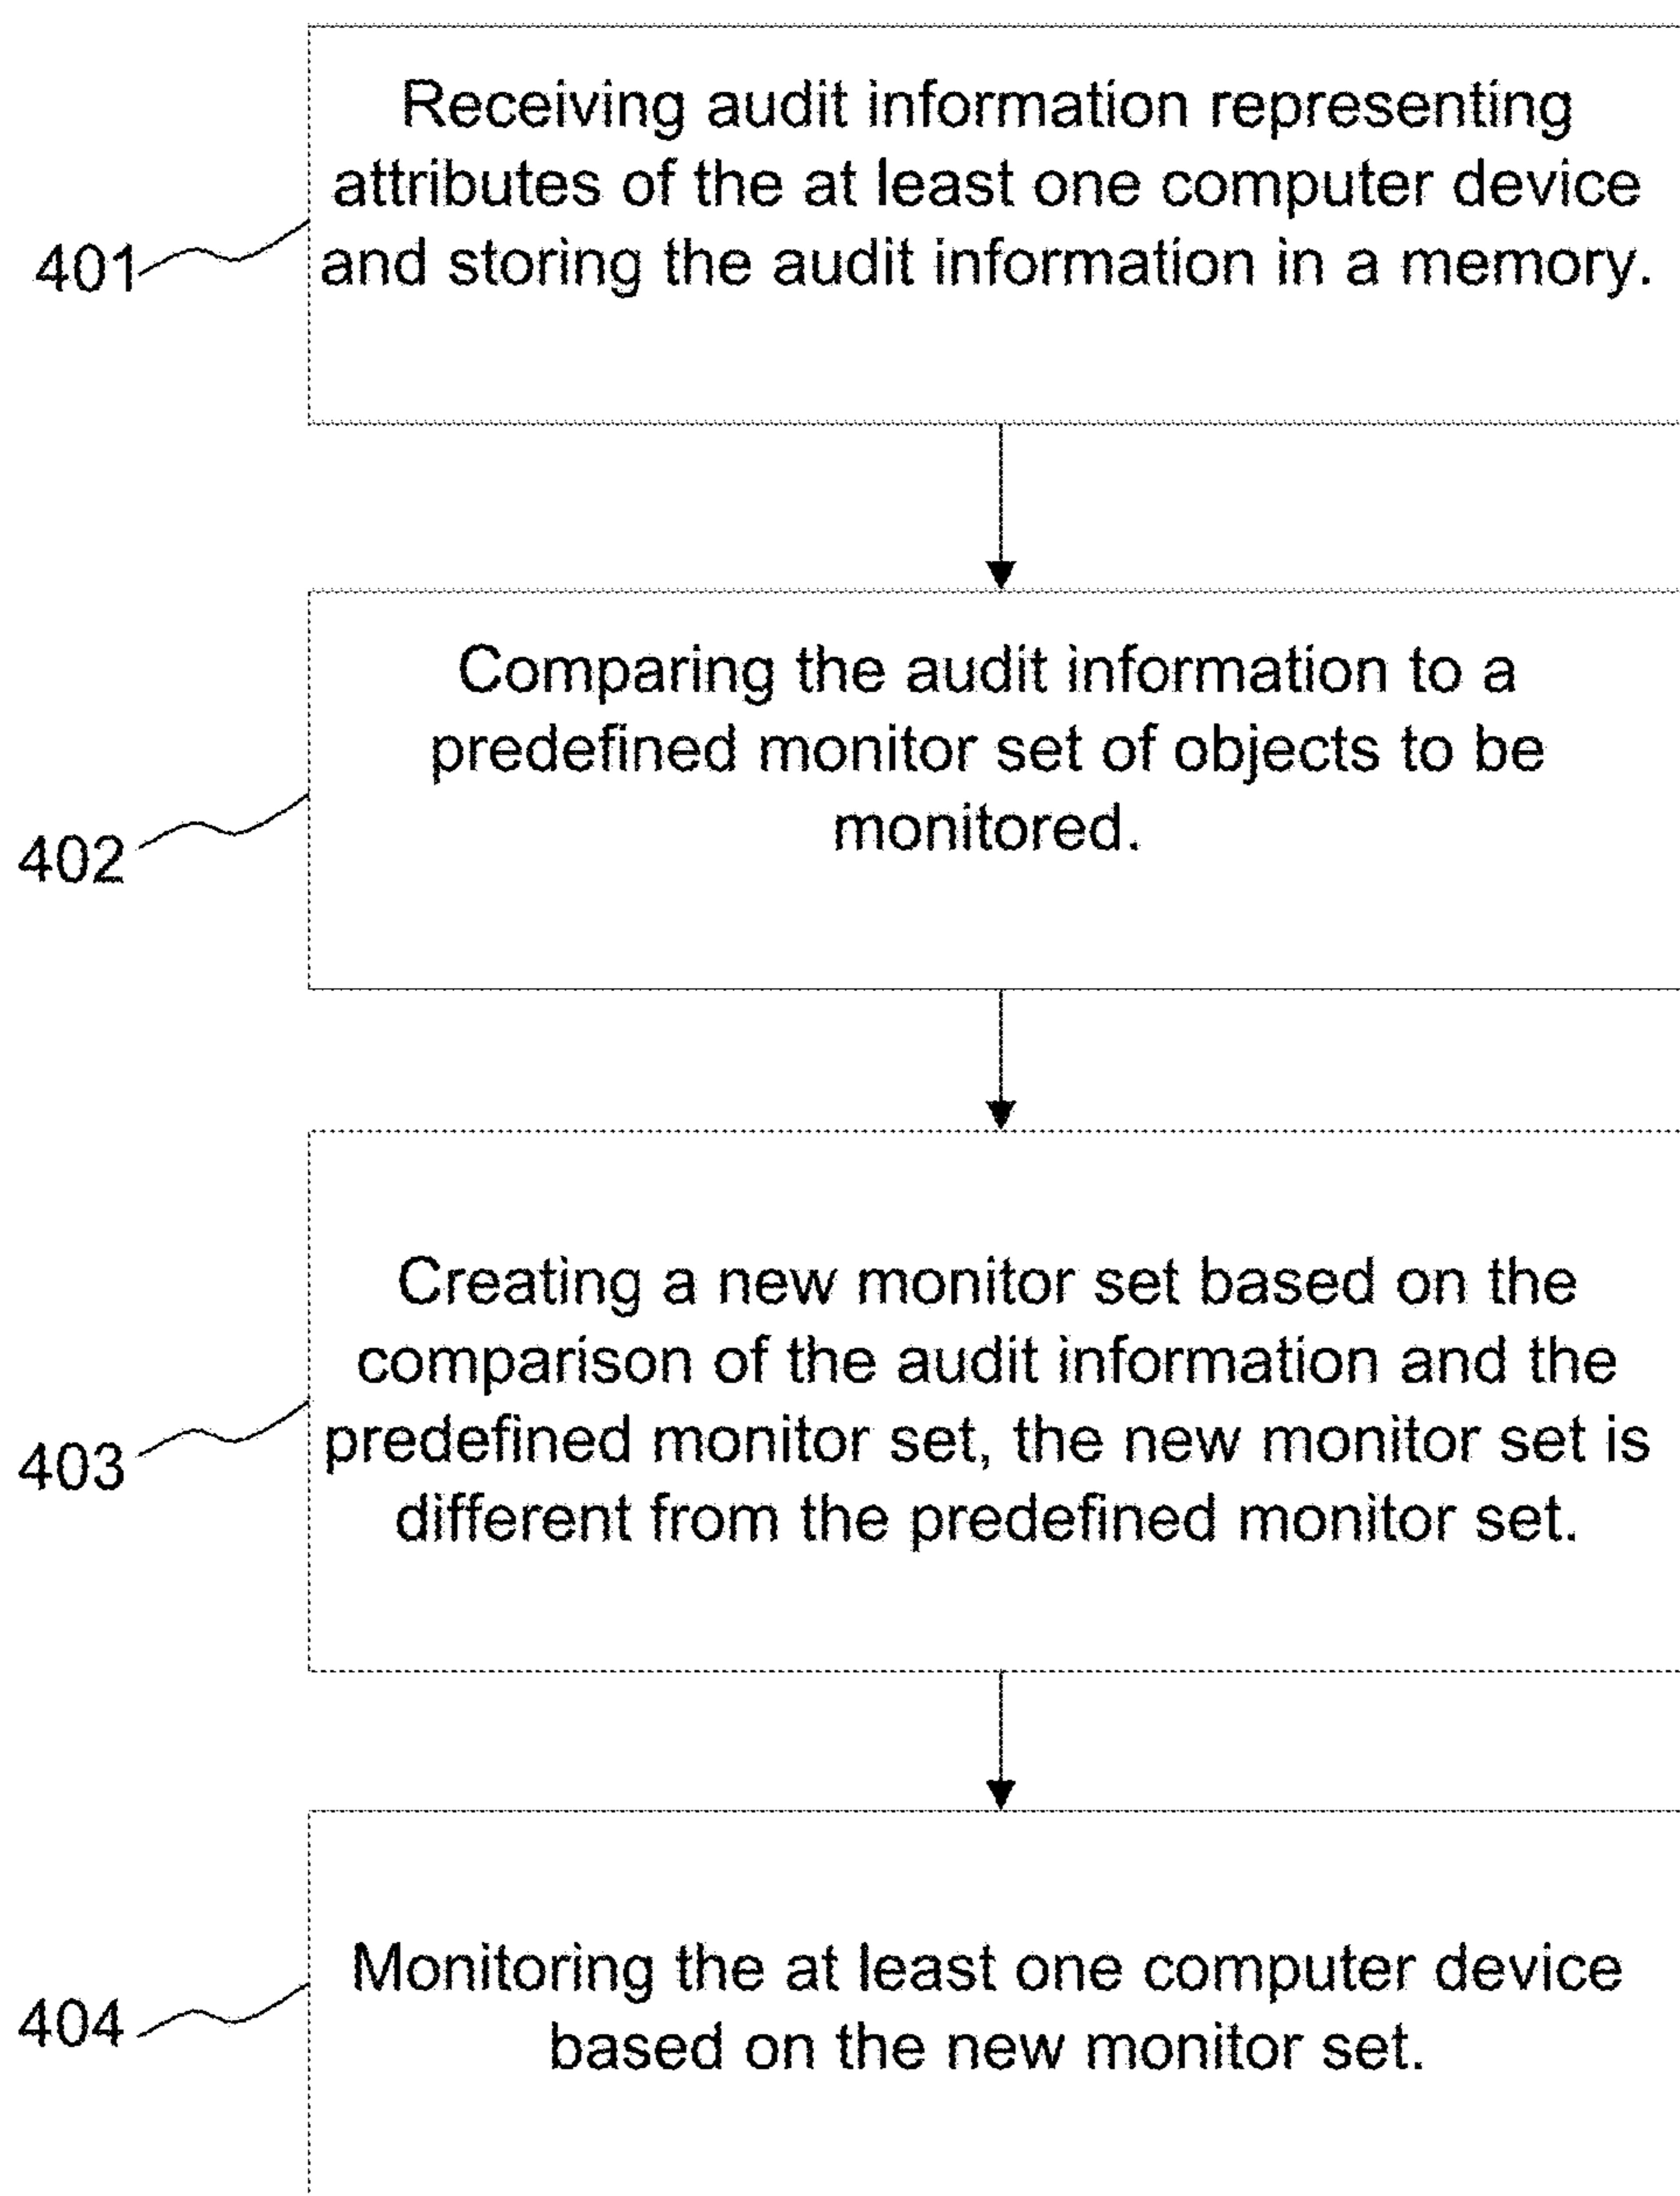 Receiving audit information representing
attributes of the at least one computer device
and storing the audit information in a memory.
401
Comparing the audit information to a
predefined monitor set of objects to be
monitored.
402
Creating a new monitor set based on the
comparison of the audit information and the
predefined monitor set, the new monitor set is
different from the predefined monitor set.
403
Monitoring the at least one computer device
based on the new monitor set.
404